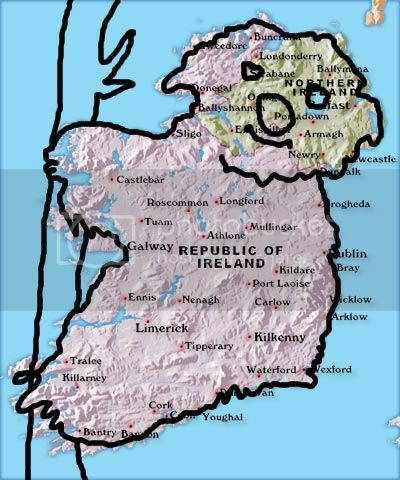 Buncrana
Gweedore
Londonderry
Strabane
Ballymena
Donegal
NORTHERN
IRELAND
Ballyshannon
Portadown
Sligo
Armagh
Newry
Newcastle
Dundalk
Castlebar
Roscommon
Longford
Drogheda
Tuam
Athlone
Mullingar
Galway
REPUBLIC OF
IRELAND
Dublin
Bray
Kildare
Port Laoise
Ennis
Nenagh
Carlow
Wicklow
Arklow
Limerick
Kilkenny
Tipperary
Tralee
Killarney
Waterford
Wexford
Cork
Youghal
Bantry
Bandon